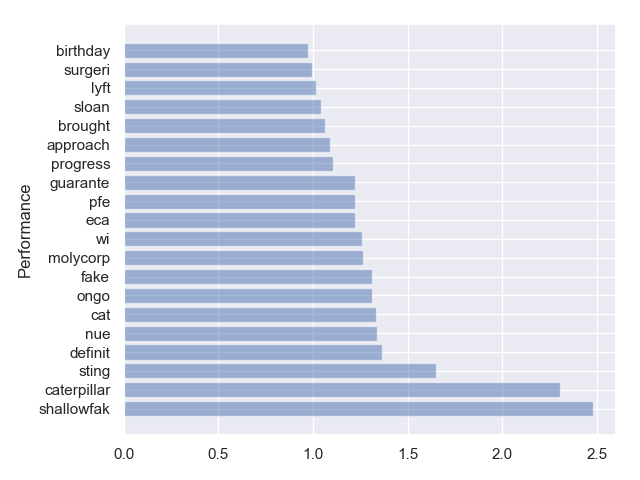 birthday
surgeri
lyft
sloan
brought
approach
progress
guarante
pfe
eca
wi
molycorp
fake
ongo
cat
nue
definit
sting
caterpillar
shallowfak
Performance
0.0 0.5 1.0 1.5 2.0 2.5